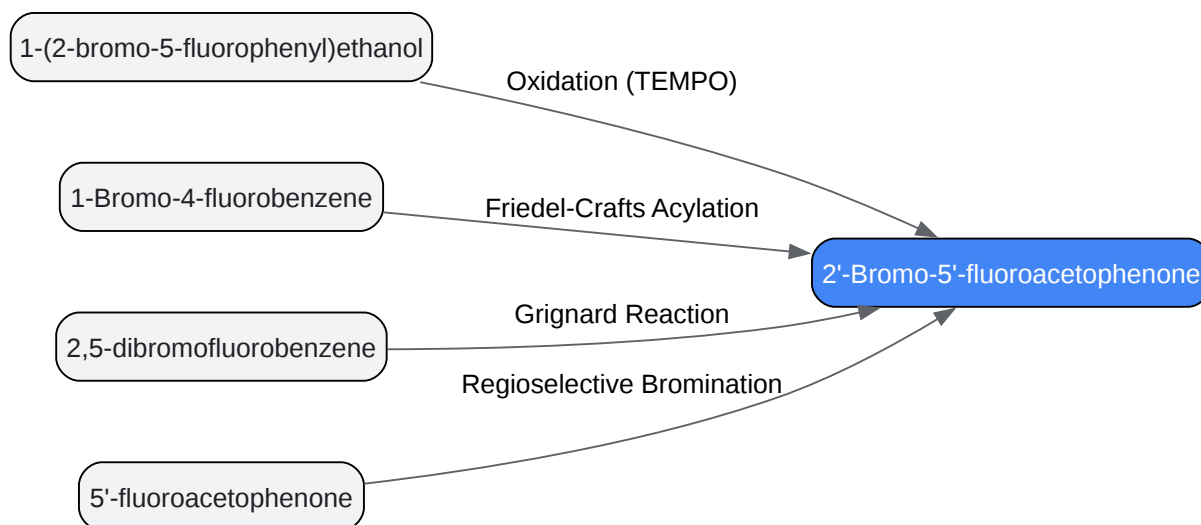 1-(2-bromo-5-fluorophenyl)ethanol
Oxidation (TEMPO)
1-Bromo-4-fluorobenzene
Friedel-Crafts Acylation
2'-Bromo-5'-fluoroacetophenone
Grignard Reaction
2,5-dibromofluorobenzene
Regioselective Bromination
5'-fluoroacetophenone